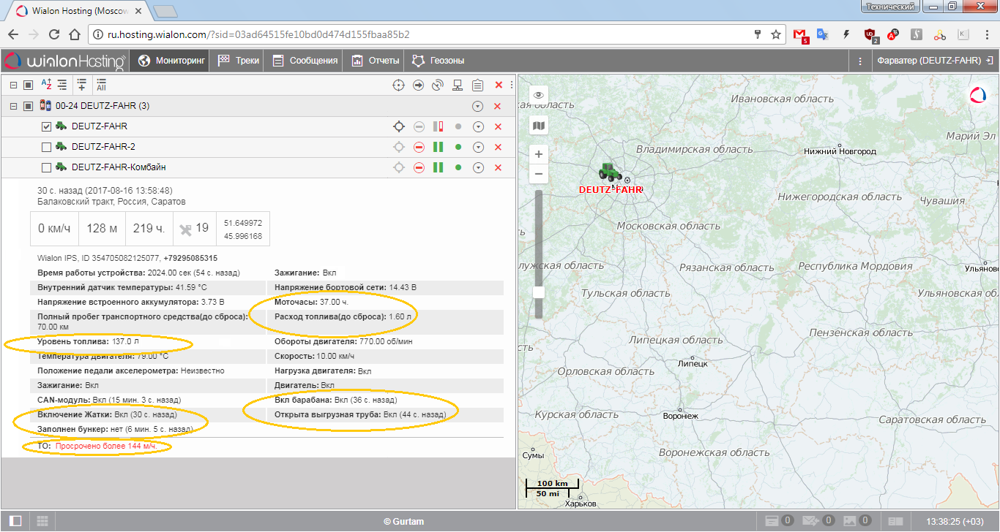 Wialon Hosting (Moscow
Технический
ru.hosting.wialon.com/?sid=03ad64515fe10bd0d474d155fbaa85b2
5
2
wialonHosting
Мониторинг
Треки
Сообщения
Отчеты
Геозоны
Фарватер (DEUTZ-FAHR)
All
00-24 DEUTZ-FAHR (3)
DEUTZ-FAHR
DEUTZ-FAHR-2
DEUTZ-FAHR-Комбайн
30 с. назад (2017-08-16 13:58:48)
Балаковский тракт, Россия, Саратов
0 км/ч
128 м
219 ч.
19
51.649972
45.996168
Wialon IPS, ID 354705082125077, +79295085315
Время работы устройства: 2024.00 сек (54 с. назад)
Зажигание: Вкл
Внутренний датчик температуры: 41.59 °C
Напряжение бортовой сети: 14.43 В
Напряжение встроенного аккумулятора: 3.73 В
Моточасы: 37.00 ч.
Полный пробег транспортного средства(до сброса):
70.00 км
Расход топлива(до сброса): 1.60 л
Уровень топлива: 137.0 л
Обороты двигателя: 770.00 об/мин
Температура двигателя: 79.00 °C
Скорость: 10.00 км/ч
Положение педали акселерометра: Неизвестно
Нагрузка двигателя: Вкл
Зажигание: Вкл
Двигатель: Вкл
CAN-модуль: Вкл (15 мин. 3 с. назад)
Вкл барабана: Вкл (36 с. назад)
Включение Жатки: Вкл (30 с. назад)
Открыта выгрузная труба: Вкл (44 с. назад)
Заполнен бункер: нет (6 мин. 5 с. назад)
ТО: Просрочено более 144 м/ч.
Ивановская область
ая область
Марий Эл
Владимирская область
Нижний Новгород
DEUTZ-FAHR
Нижегородская область
Чувашия
Московская область
лужская область
Рязанская область
Республика Мордовия
Ульянове
Тульская область
Ульяновская об
Пензенская область
Липецкая область
Липецк
Орловская область
Курская область
Воронеж
Саратовская область
Сумы
Воронежская область
100 km
50 mi
Харьков
© Gurtam
0
0
0
13:38:25 (+03)